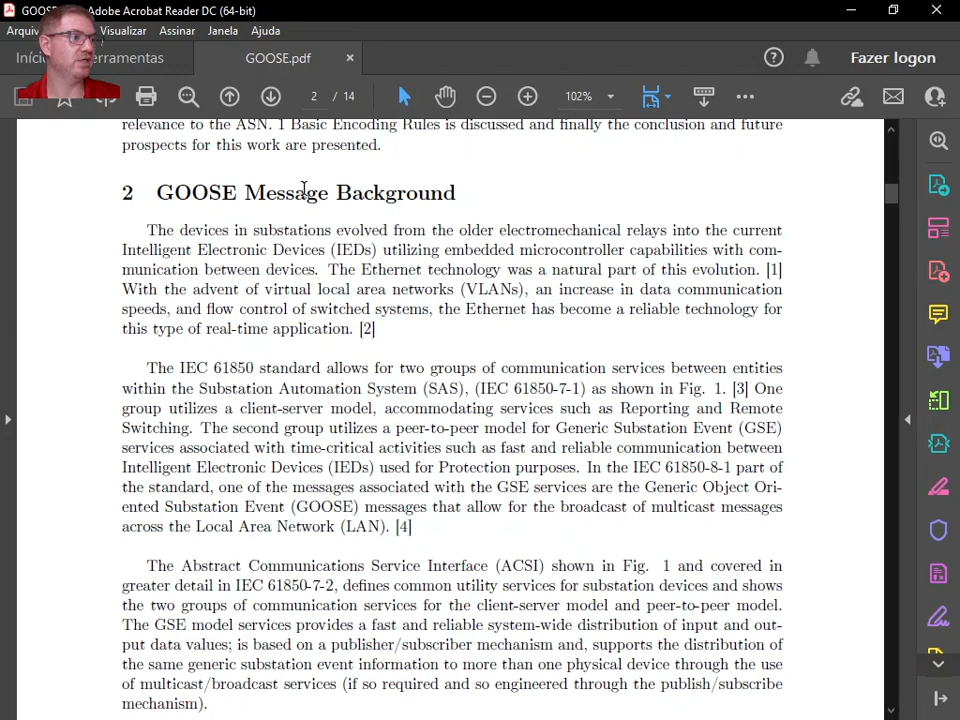 GOOSE
Adobe Acrobat Reader DC (64-bit)
Arquiv
Visualizar Assinar Janela Ajuda
Iníc
erramentas
GOOSE.pdf
Fazer logon
2 / 14
102%
relevance to the ASN. 1 Basic Encoding Rules is discussed and finally the conclusion and future
prospects for this work are presented.
2 GOOSE Message Background
The devices in substations evolved from the older electromechanical relays into the current
Intelligent Electronic Devices (IEDs) utilizing embedded microcontroller capabilities with com-
munication between devices. The Ethernet technology was a natural part of this evolution. [1]
With the advent of virtual local area networks (VLANs), an increase in data communication
speeds, and flow control of switched systems, the Ethernet has become a reliable technology for
this type of real-time application. [2]
The IEC 61850 standard allows for two groups of communication services between entities
within the Substation Automation System (SAS), (IEC 61850-7-1) as shown in Fig. 1. [3] One
group utilizes a client-server model, accommodating services such as Reporting and Remote
Switching. The second group utilizes a peer-to-peer model for Generic Substation Event (GSE)
services associated with time-critical activities such as fast and reliable communication between
Intelligent Electronic Devices (IEDs) used for Protection purposes. In the IEC 61850-8-1 part of
the standard, one of the messages associated with the GSE services are the Generic Object Ori-
ented Substation Event (GOOSE) messages that allow for the broadcast of multicast messages
across the Local Area Network (LAN). [4]
The Abstract Communications Service Interface (ACSI) shown in Fig. 1 and covered in
greater detail in IEC 61850-7-2, defines common utility services for substation devices and shows
the two groups of communication services for the client-server model and peer-to-peer model.
The GSE model services provides a fast and reliable system-wide distribution of input and out-
put data values; is based on a publisher/subscriber mechanism and, supports the distribution of
the same generic substation event information to more than one physical device through the use
of multicast/broadcast services (if so required and so engineered through the publish/subscribe
mechanism).